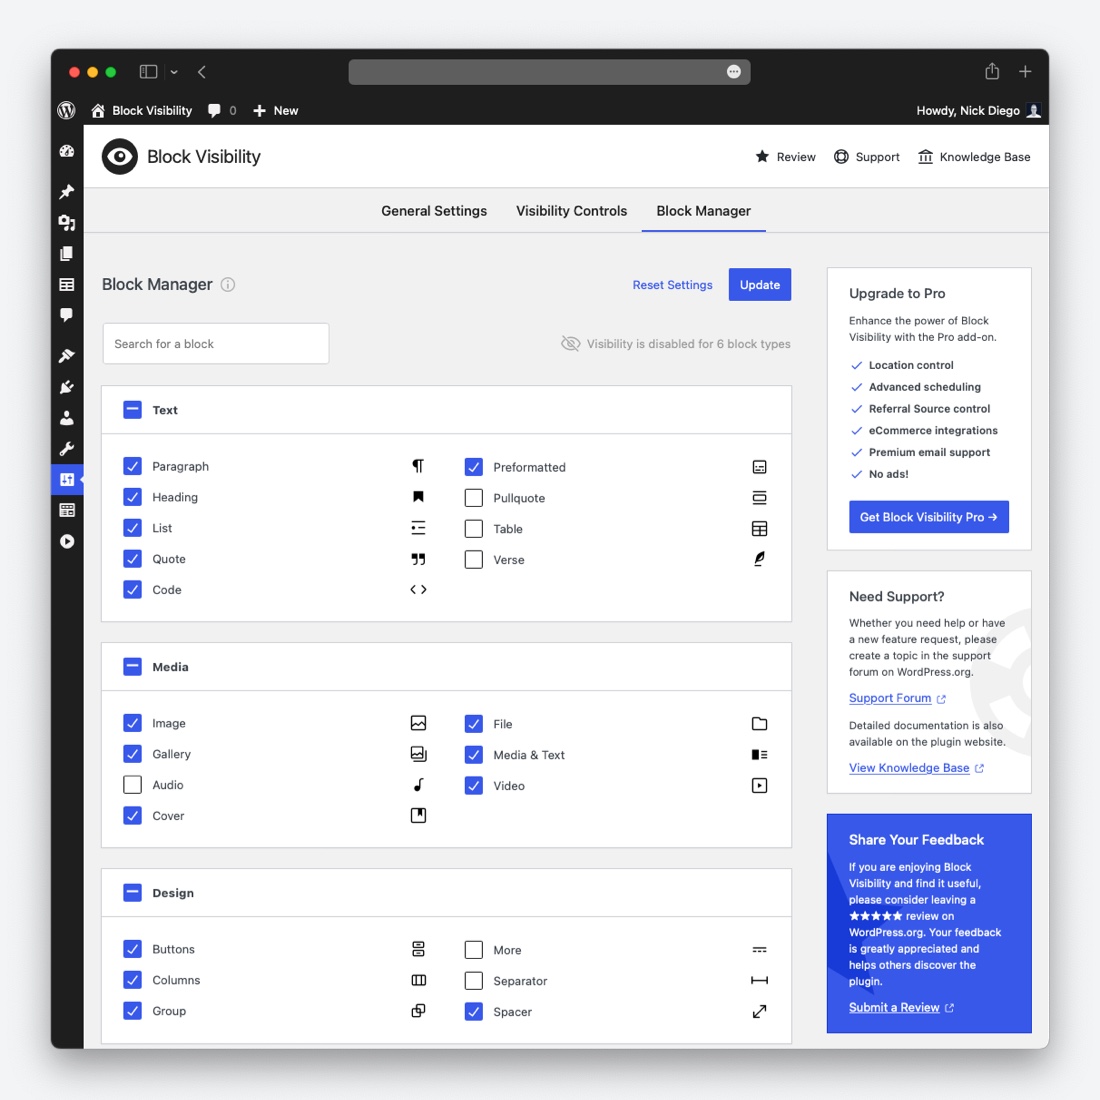 Block Visibility
0
New
Howdy, Nick Diego
Block Visibility
Review
Support
Knowledge Base
General Settings
Visibility Controls
Block Manager
Block Manager
Reset Settings
Update
Search for a block
Visibility is disabled for 6 block types
Text
Paragraph
Heading
List
Quote
Code
Preformatted
Pullquote
Table
Verse
Media
Image
Gallery
Audio
Cover
File
Media & Text
Video
Design
Buttons
Columns
Group
More
Separator
Spacer
Upgrade to Pro
Enhance the power of Block
Visibility with the Pro add-on.
Location control
Advanced scheduling
Referral Source control
eCommerce integrations
Premium email support
No ads!
Get Block Visibility Pro →
Need Support?
Whether you need help or have
a new feature request, please
create a topic in the support
forum on WordPress.org.
Support Forum
Detailed documentation is also
available on the plugin website.
View Knowledge Base
Share Your Feedback
If you are enjoying Block
Visibility and find it useful,
please consider leaving a
★★★★★ review on
WordPress.org. Your feedback
is greatly appreciated and
helps others discover the
plugin.
Submit a Review